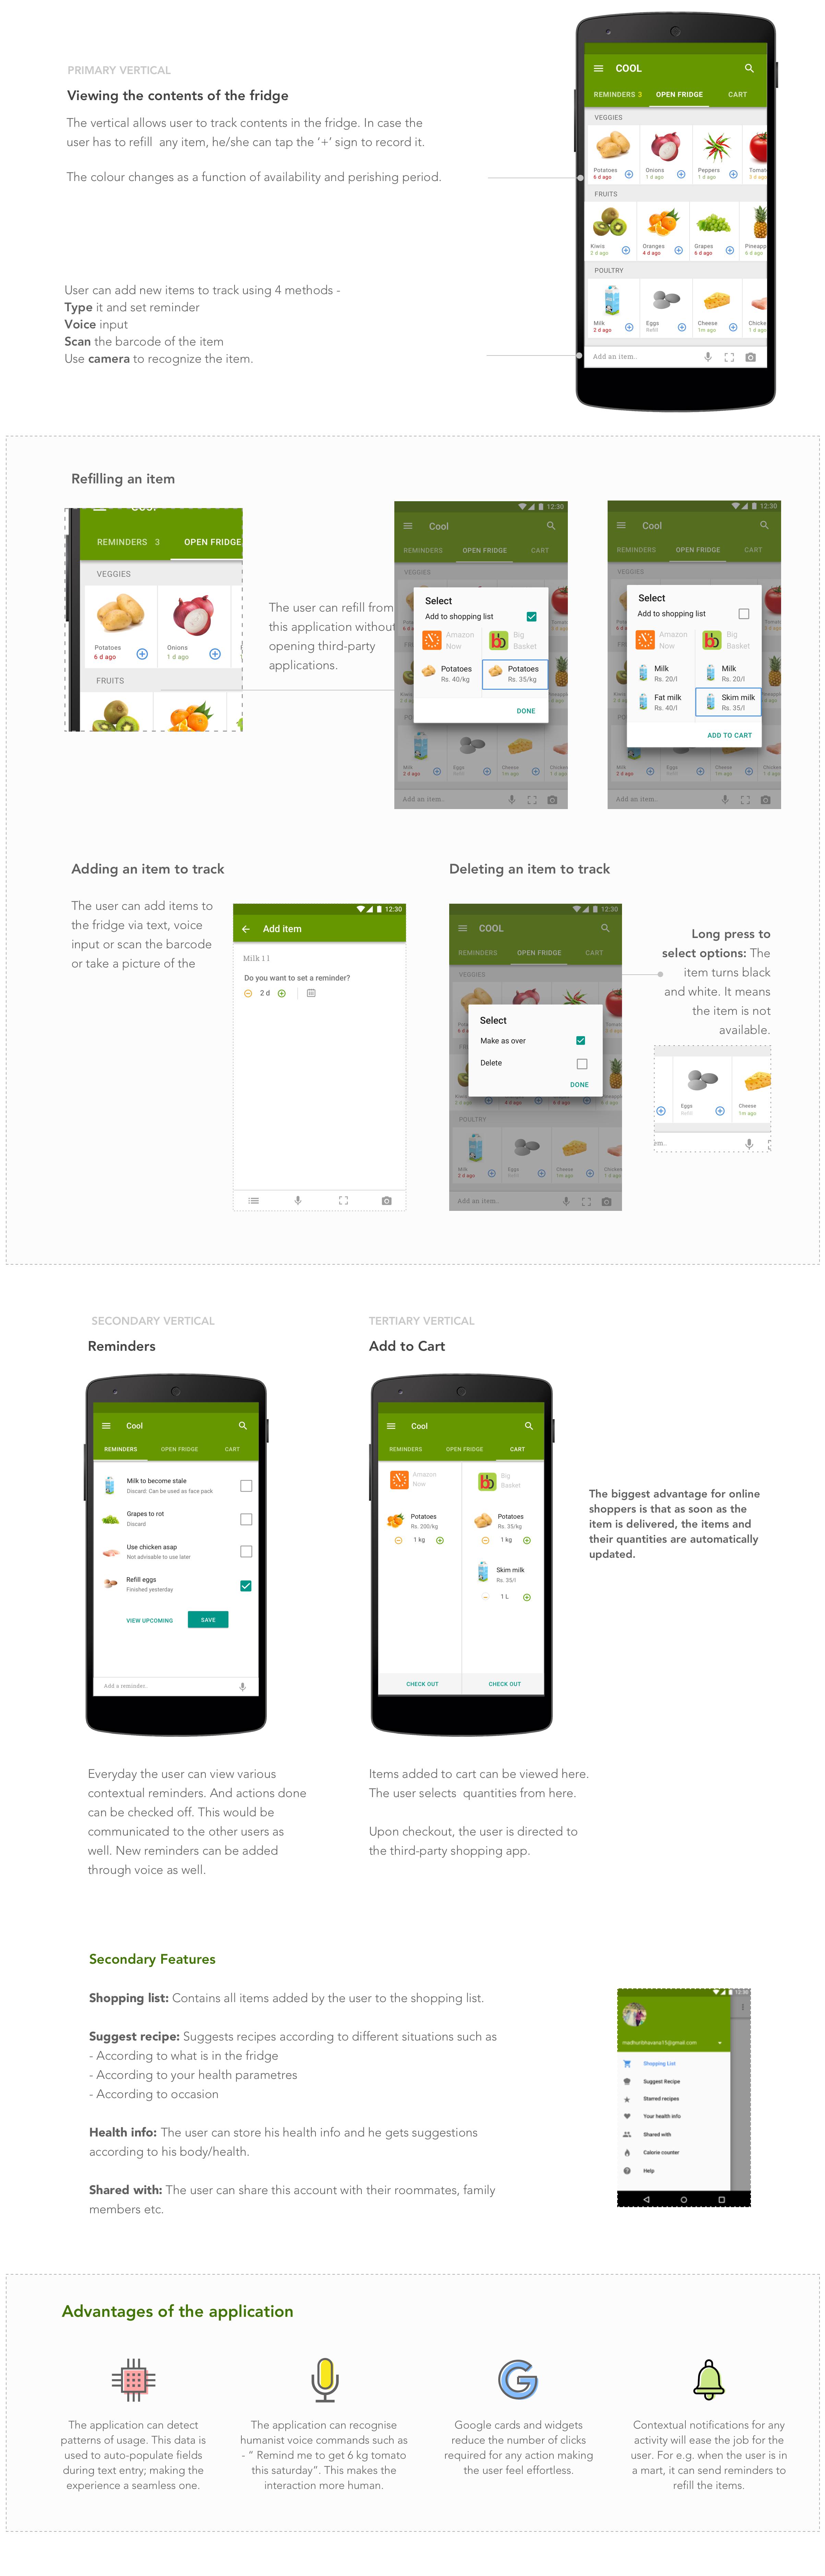 PRIMARY VERTICAL
Viewing the contents of the fridge
The vertical allows user to track contents in the fridge. In case the
user has to refill any item, he/she can tap the ‘+’ sign to record it.
The colour changes as a function of availability and perishing period.
User can add new items to track using 4 methods -
Type it and set reminder
Voice input
Scan the barcode of the item
Use camera to recognize the item.
COOL
REMINDERS 3 OPEN FRIDGE CART
VEGGIES
Potatoes Onions Peppers Tomat
6 d ago 1 d ago 1 d ago 3 d ag
FRUITS
Kiwis Oranges Grapes Pineapp
2 d ago 4 d ago 6 d ago 6 d ago
POULTRY
Milk Eggs Cheese Chicke
2 d ago Refill 1m ago 1 d ago
Add an item..
Refilling an item
COOL
REMINDERS 3 OPEN FRIDGE
VEGGIES
Potatoes Onions
6 d ago 1 d ago
FRUITS
The user can refill from
this application without
opening third-party
applications.
12:30
Cool
REMINDERS OPEN FRIDGE CART
VEGGIES
Select
Add to shopping list
Amazon Now
Big Basket
Potatoes Potatoes
Rs. 40/kg Rs. 35/kg
DONE
Milk Eggs Cheese Chicken
2 d ago Refill 1m ago 1 d ago
Add an item..
12:30
Cool
REMINDERS OPEN FRIDGE CART
VEGGIES
Select
Add to shopping list
Amazon Now
Big Basket
Milk Milk
Rs. 20/l Rs. 20/l
Fat milk Skim milk
Rs. 40/l Rs. 35/l
ADD TO CART
Milk Eggs Cheese Chicken
2 d ago Refill 1m ago 1 d ago
Add an item..
Adding an item to track
The user can add items to
the fridge via text, voice
input or scan the barcode
or take a picture of the
12:30
Add item
Milk 1 l
Do you want to set a reminder?
2 d
Deleting an item to track
12:30
COOL
REMINDERS OPEN FRIDGE CART
VEGGIES
Select
Make as over
Delete
DONE
POULTRY
Milk Eggs Cheese Chicken
2 d ago Refill 1m ago 1 d ago
Add an item..
Long press to
select options: The
item turns black
and white. It means
the item is not
available.
Eggs Cheese
Refill 1m ago
em..
SECONDARY VERTICAL
Reminders
Cool
REMINDERS OPEN FRIDGE CART
Milk to become stale
Discard: Can be used as face pack
Grapes to rot
Discard
Use chicken asap
Not advisable to use later
Refill eggs
Finished yesterday
VIEW UPCOMING SAVE
Add a reminder..
Everyday the user can view various
contextual reminders. And actions done
can be checked off. This would be
communicated to the other users as
well. New reminders can be added
through voice as well.
TERTIARY VERTICAL
Add to Cart
Cool
REMINDERS OPEN FRIDGE CART
Amazon Now
Big Basket
Potatoes Potatoes
Rs. 200/kg Rs. 35/kg
1 kg 1 kg
Skim milk
Rs. 35/l
1 L
CHECK OUT CHECK OUT
The biggest advantage for online
shoppers is that as soon as the
item is delivered, the items and
their quantities are automatically
updated.
Items added to cart can be viewed here.
The user selects quantities from here.
Upon checkout, the user is directed to
the third-party shopping app.
Secondary Features
Shopping list: Contains all items added by the user to the shopping list.
Suggest recipe: Suggests recipes according to different situations such as
- According to what is in the fridge
- According to your health parametres
- According to occasion
Health info: The user can store his health info and he gets suggestions
according to his body/health.
Shared with: The user can share this account with their roommates, family
members etc.
Shopping List
Suggest Recipe
Starred recipes
Your health info
Shared with
Calorie counter
Help
Advantages of the application
The application can detect
patterns of usage. This data is
used to auto-populate fields
during text entry; making the
experience a seamless one.
The application can recognise
humanist voice commands such as
- “ Remind me to get 6 kg tomato
this saturday”. This makes the
interaction more human.
Google cards and widgets
reduce the number of clicks
required for any action making
the user feel effortless.
Contextual notifications for any
activity will ease the job for the
user. For e.g. when the user is in
a mart, it can send reminders to
refill the items.